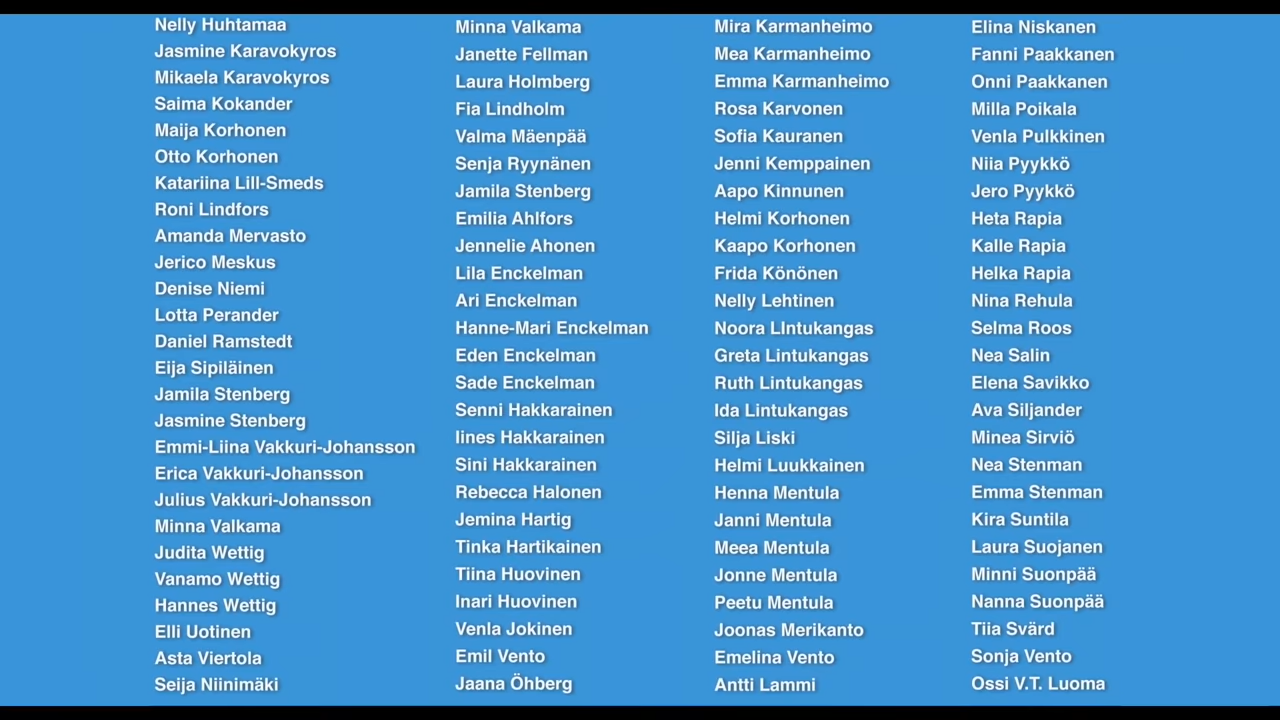 Nelly Huhtamaa
Jasmine Karavokyros
Mikaela Karavokyros
Saima Kokander
Maija Korhonen
Otto Korhonen
Katariina Lill-Smeds
Roni Lindfors
Amanda Mervasto
Jerico Meskus
Denise Niemi
Lotta Perander
Daniel Ramstedt
Eija Sipiläinen
Jamila Stenberg
Jasmine Stenberg
Emmi-Liina Vakkuri-Johansson
Erica Vakkuri-Johansson
Julius Vakkuri-Johansson
Minna Valkama
Judita Wettig
Vanamo Wettig
Hannes Wettig
Elli Uotinen
Asta Viertola
Seija Niinimäki
Minna Valkama
Janette Fellman
Laura Holmberg
Fia Lindholm
Valma Mäenpää
Senja Ryynänen
Jamila Stenberg
Emilia Ahlfors
Jennelie Ahonen
Lila Enckelman
Ari Enckelman
Hanne-Mari Enckelman
Eden Enckelman
Sade Enckelman
Senni Hakkarainen
Iines Hakkarainen
Sini Hakkarainen
Rebecca Halonen
Jemina Hartig
Tinka Hartikainen
Tiina Huovinen
Inari Huovinen
Venla Jokinen
Emil Vento
Jaana Öhberg
Mira Karmanheimo
Mea Karmanheimo
Emma Karmanheimo
Rosa Karvonen
Sofia Kauranen
Jenni Kemppainen
Aapo Kinnunen
Helmi Korhonen
Kaapo Korhonen
Frida Könönen
Nelly Lehtinen
Noora LIntukangas
Greta Lintukangas
Ruth Lintukangas
Ida Lintukangas
Silja Liski
Helmi Luukkainen
Henna Mentula
Janni Mentula
Meea Mentula
Jonne Mentula
Peetu Mentula
Joonas Merikanto
Emelina Vento
Antti Lammi
Elina Niskanen
Fanni Paakkanen
Onni Paakkanen
Milla Poikala
Venla Pulkkinen
Niia Pyykkö
Jero Pyykkö
Heta Rapia
Kalle Rapia
Helka Rapia
Nina Rehula
Selma Roos
Nea Salin
Elena Savikko
Ava Siljander
Minea Sirviö
Nea Stenman
Emma Stenman
Kira Suntila
Laura Suojanen
Minni Suonpää
Nanna Suonpää
Tiia Svärd
Sonja Vento
Ossi V.T. Luoma